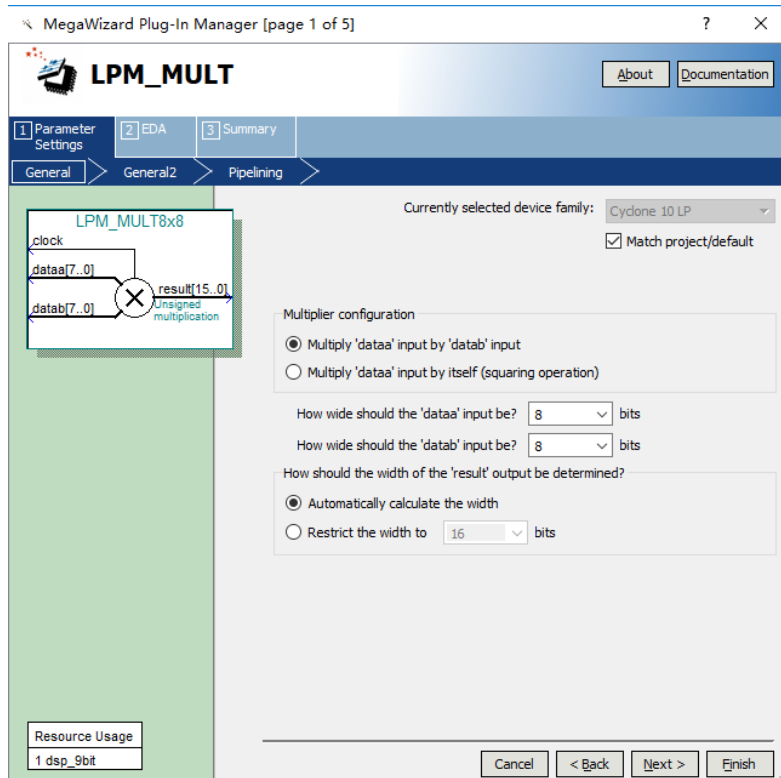 MegaWizard Plug-In Manager [page 1 of 5]
LPM_MULT
About
Documentation
1 Parameter Settings
2 EDA
3 Summary
General
General2
Pipelining
LPM_MULT8x8
clock
dataa[7..0]
datab[7..0]
result[15..0]
Unsigned
multiplication
Currently selected device family:
Cyclone 10 LP
Match project/default
Multiplier configuration
Multiply 'dataa' input by 'datab' input
Multiply 'dataa' input by itself (squaring operation)
How wide should the 'dataa' input be? 8 bits
How wide should the 'datab' input be? 8 bits
How should the width of the 'result' output be determined?
Automatically calculate the width
Restrict the width to 16 bits
Resource Usage
1 dsp_9bit
Cancel
< Back
Next >
Finish